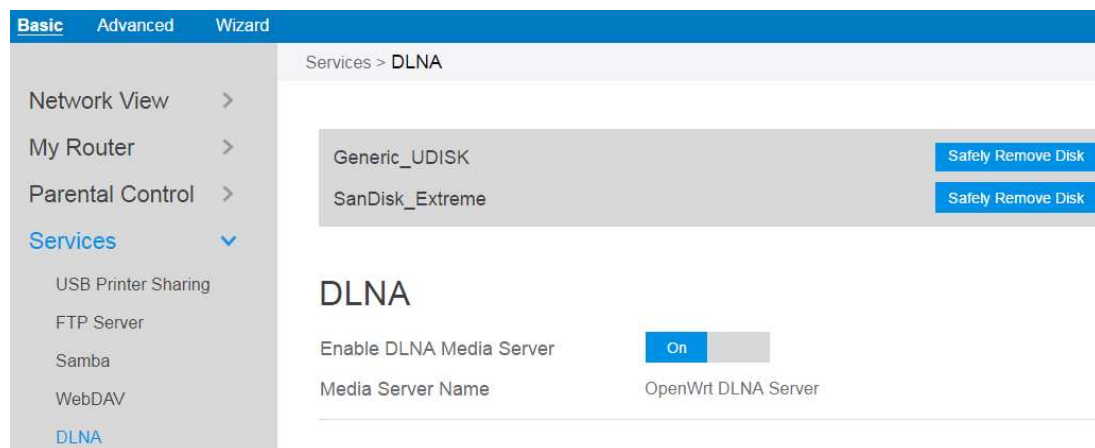 Basic Advanced Wizard
Services > DLNA
Network View
My Router
Parental Control
Services
USB Printer Sharing
FTP Server
Samba
WebDAV
DLNA
Generic_UDISK Safely Remove Disk
SanDisk_Extreme Safely Remove Disk
DLNA
Enable DLNA Media Server On
Media Server Name OpenWrt DLNA Server